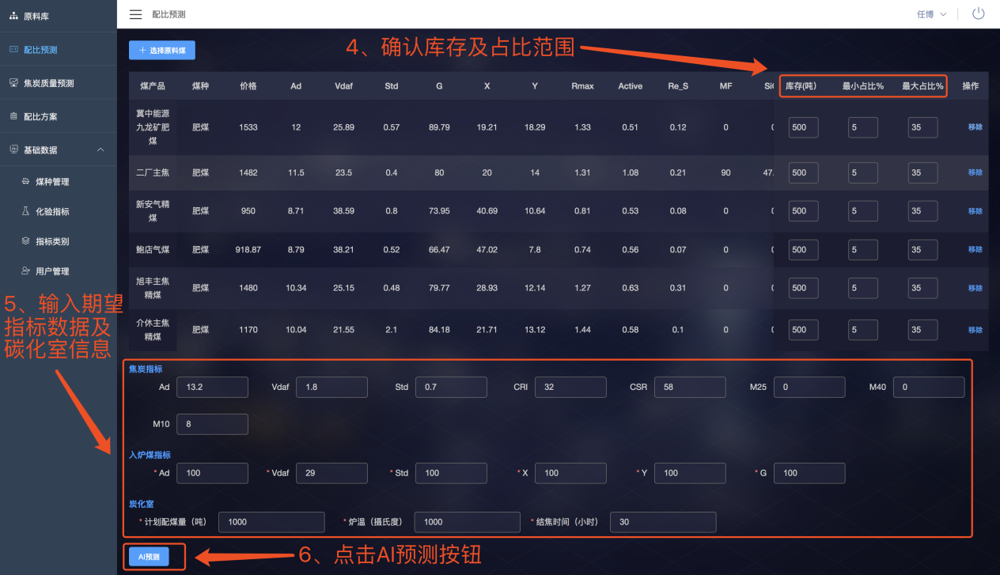 原料库
配比预测
焦炭质量预测
配比方案
基础数据
煤种管理
化验指标
指标类别
用户管理
配比预测
任博
4、确认库存及占比范围
+ 选择原料煤
煤产品 煤种 价格 Ad Vdaf Std G X Y Rmax Active Re_S MF Si 库存(吨) 最小占比% 最大占比% 操作
冀中能源
九龙矿肥
煤
肥煤 1533 12 25.89 0.57 89.79 19.21 18.29 1.33 0.51 0.12 0 500 5 35 移除
二厂主焦 肥煤 1482 11.5 23.5 0.4 80 20 14 1.31 1.08 0.21 90 47. 500 5 35 移除
新安气精
煤
肥煤 950 8.71 38.59 0.8 73.95 40.69 10.64 0.81 0.53 0.08 0 500 5 35 移除
鲍店气煤 肥煤 918.87 8.79 38.21 0.52 66.47 47.02 7.8 0.74 0.56 0.07 0 500 5 35 移除
旭丰主焦
精煤
肥煤 1480 10.34 25.15 0.48 79.77 28.93 12.14 1.27 0.63 0.31 0 500 5 35 移除
介休主焦
精煤
肥煤 1170 10.04 21.55 2.1 84.18 21.71 13.12 1.44 0.58 0.1 0 500 5 35 移除
5、输入期望
指标数据及
碳化室信息
焦炭指标
Ad 13.2 Vdaf 1.8 Std 0.7 CRI 32 CSR 58 M25 0 M40 0
M10 8
入炉煤指标
* Ad 100 * Vdaf 29 * Std 100 * X 100 * Y 100 * G 100
炭化室
* 计划配煤量（吨） 1000 * 炉温（摄氏度） 1000 * 结焦时间（小时） 30
AI预测
6、点击AI预测按钮